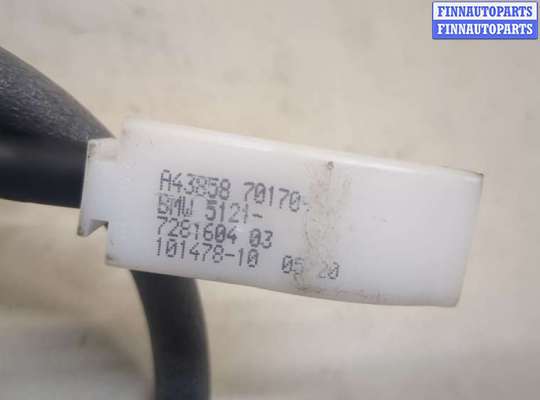 FINNAUTOPARTS
FINNAUTOPARTS
A43858 70170-
BMW 5121-
7281604 03
101478-10 05 20